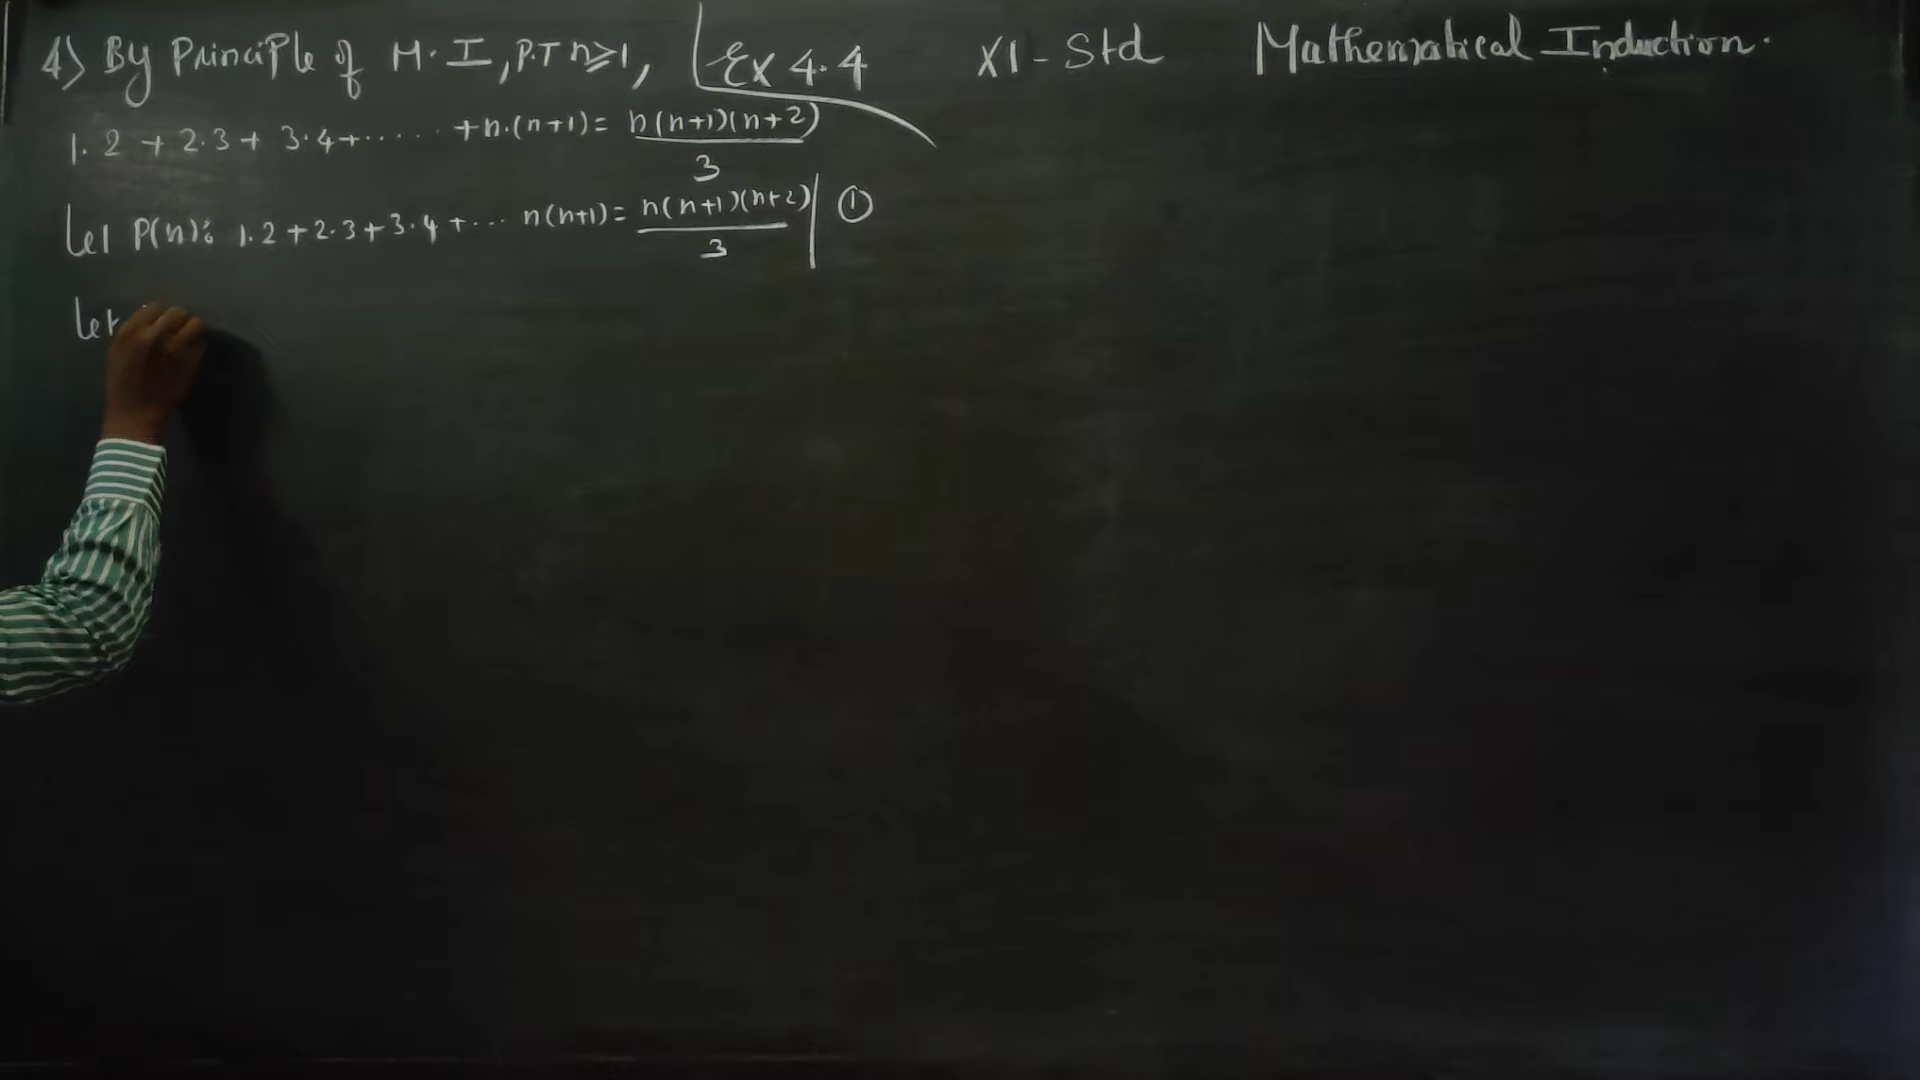 4) By Principle of M.I, P.T n≥1,
Ex 4.4
XI - Std Mathematical Induction.
1.2 + 2.3 + 3.4 + ..... + n.(n+1) = n(n+1)(n+2)/3
Let P(n): 1.2 + 2.3 + 3.4 + ... n(n+1) = n(n+1)(n+2)/3 ①
Let